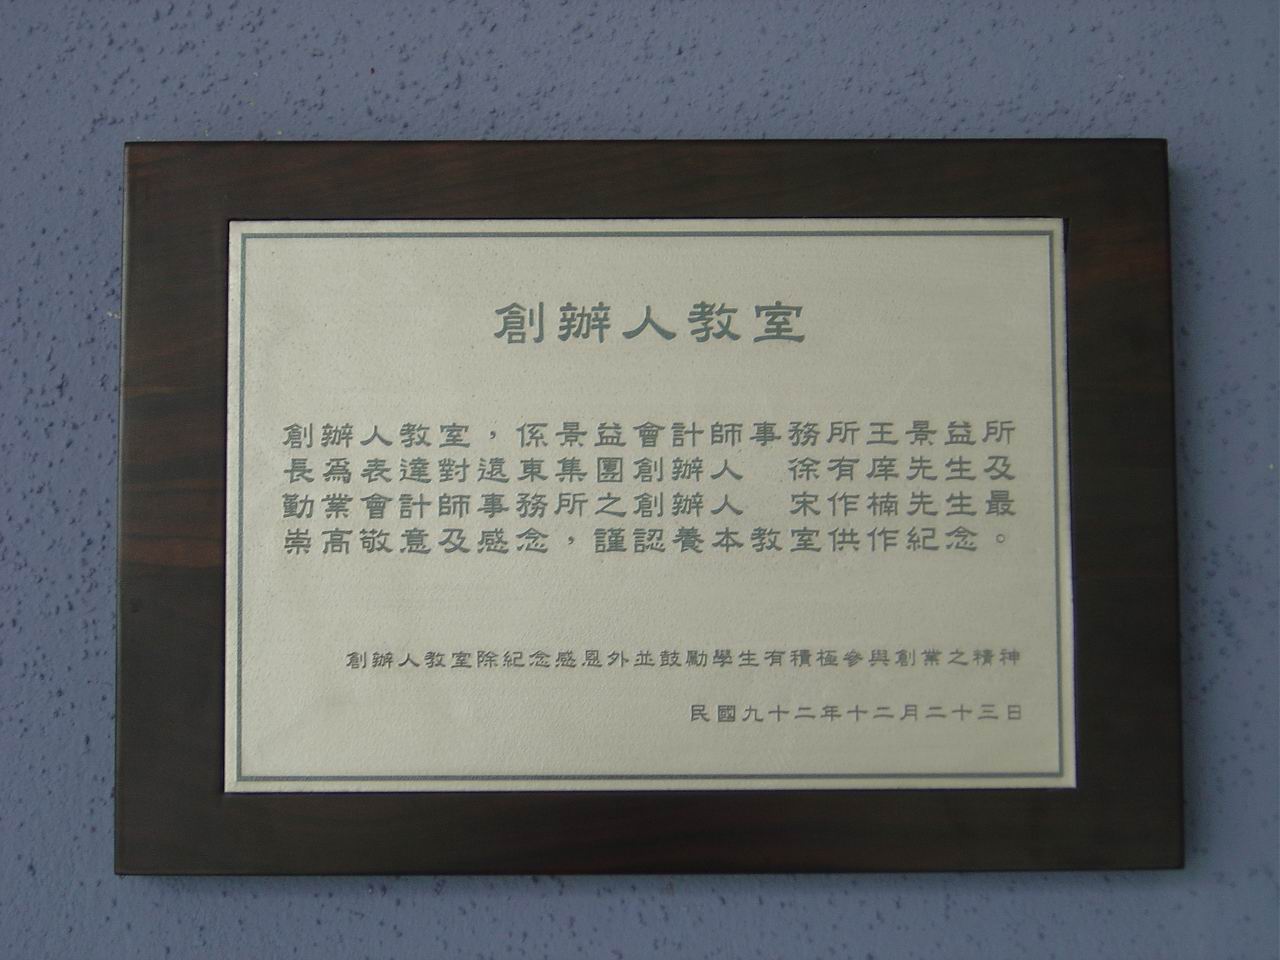 創辦人教室
創辦人教室，係景益會計師事務所王景益所
長為表達對遠東集團創辦人　徐有庠先生及
勤業會計師事務所之創辦人　宋作楠先生最
崇高敬意及感念，謹認養本教室供作紀念。
創辦人教室除紀念感恩外並鼓勵學生有積極參與創業之精神
民國九十二年十二月二十三日